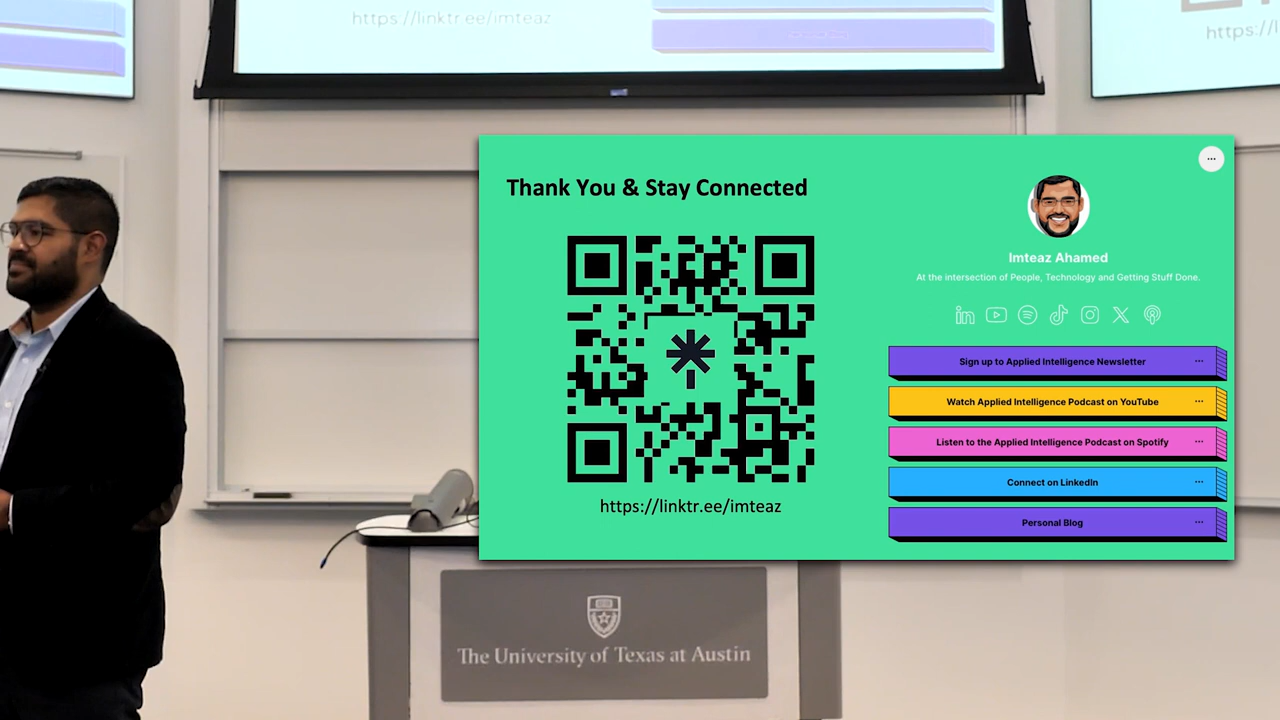 https://linktr.ee/imteaz
https://l
Thank You & Stay Connected
https://linktr.ee/imteaz
Imteaz Ahamed
At the intersection of People, Technology and Getting Stuff Done.
Sign up to Applied Intelligence Newsletter
Watch Applied Intelligence Podcast on YouTube
Listen to the Applied Intelligence Podcast on Spotify
Connect on LinkedIn
Personal Blog
The University of Texas at Austin